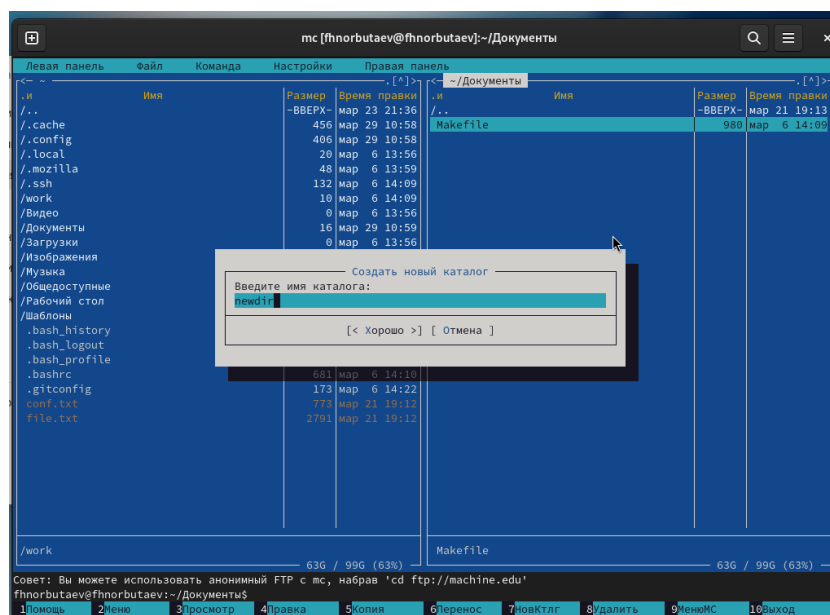 mc [fhnorbutaev@fhnorbutaev]:~/Документы
Левая панель Файл Команда Настройки Правая панель
<— ~ .[^]>
.и Имя Размер Время правки
/.. -ВВЕРХ- мар 23 21:36
/.cache 456 мар 29 10:58
/.config 406 мар 29 10:58
/.local 20 мар 6 13:56
/.mozilla 48 мар 6 13:59
/.ssh 132 мар 6 14:09
/work 10 мар 6 14:09
/Видео 0 мар 6 13:56
/Документы 16 мар 29 10:59
/Загрузки 0 мар 6 13:56
/Изображения
/Музыка
/Общедоступные
/Рабочий стол
/Шаблоны
.bash_history
.bash_logout
.bash_profile
.bashrc 681 мар 6 14:10
.gitconfig 173 мар 6 14:22
conf.txt 773 мар 21 19:12
file.txt 2791 мар 21 19:12
/work
63G / 99G (63%)
<— ~/Документы .[^]>
.и Имя Размер Время правки
/.. -ВВЕРХ- мар 21 19:13
Makefile 980 мар 6 14:09
Makefile
63G / 99G (63%)
Создать новый каталог
Введите имя каталога:
newdir
[< Хорошо >] [ Отмена ]
Совет: Вы можете использовать анонимный FTP с mc, набрав 'cd ftp://machine.edu'
fhnorbutaev@fhnorbutaev:~/Документы$
1Помощь 2Меню 3Просмотр 4Правка 5Копия 6Перенос 7НовКтлг 8Удалить 9МенюMC 10Выход